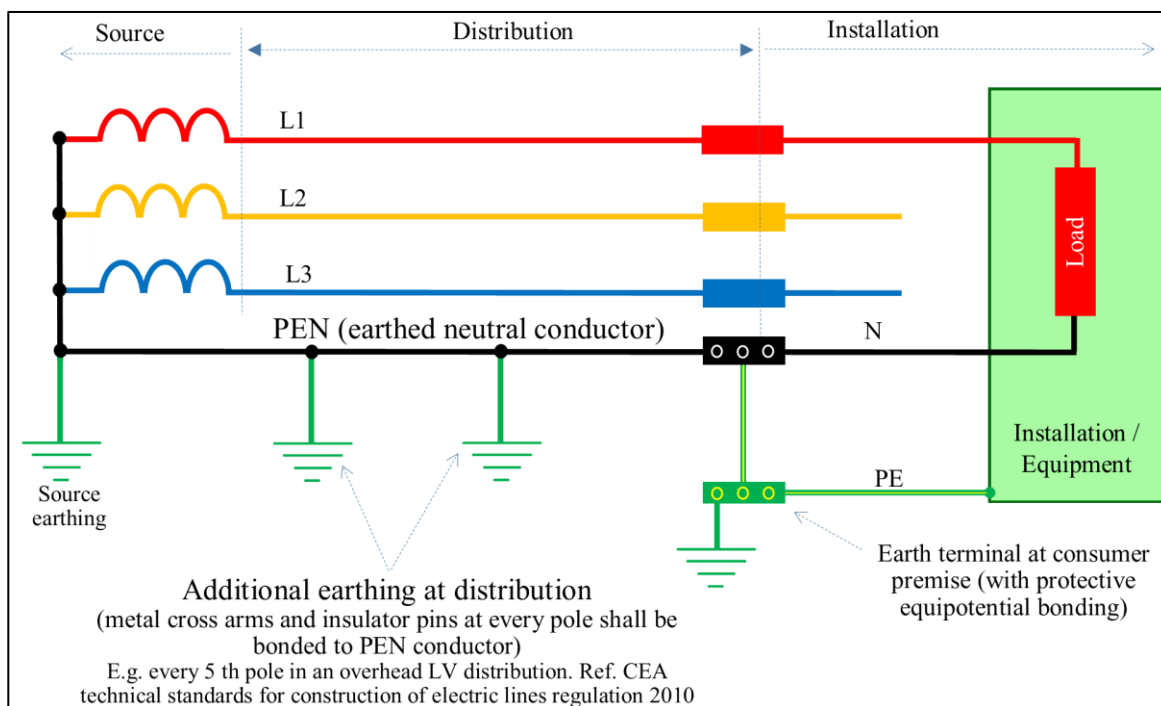 Source
Distribution
Installation
L1
L2
L3
PEN (earthed neutral conductor)
N
Load
Installation /
Equipment
Source
earthing
PE
Additional earthing at distribution
(metal cross arms and insulator pins at every pole shall be
bonded to PEN conductor)
E.g. every 5 th pole in an overhead LV distribution. Ref. CEA
technical standards for construction of electric lines regulation 2010
Earth terminal at consumer
premise (with protective
equipotential bonding)